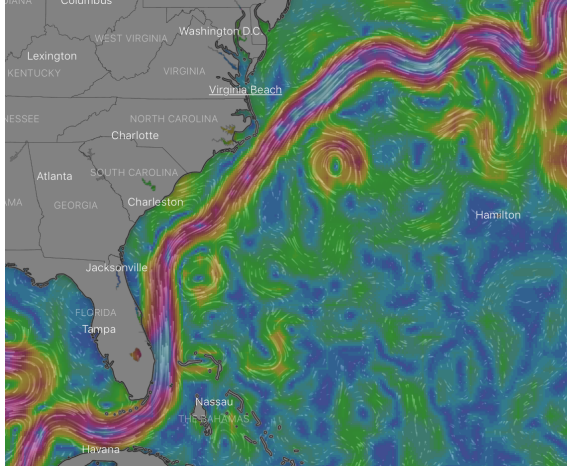 DIANA
Columbus
Washington D.C.
WEST VIRGINIA
Lexington
KENTUCKY
VIRGINIA
Virginia Beach
NESSEE
NORTH CAROLINA
Charlotte
Atlanta
SOUTH CAROLINA
AMA
GEORGIA
Charleston
Hamilton
Jacksonville
FLORIDA
Tampa
Nassau
THE BAHAMAS
Havana